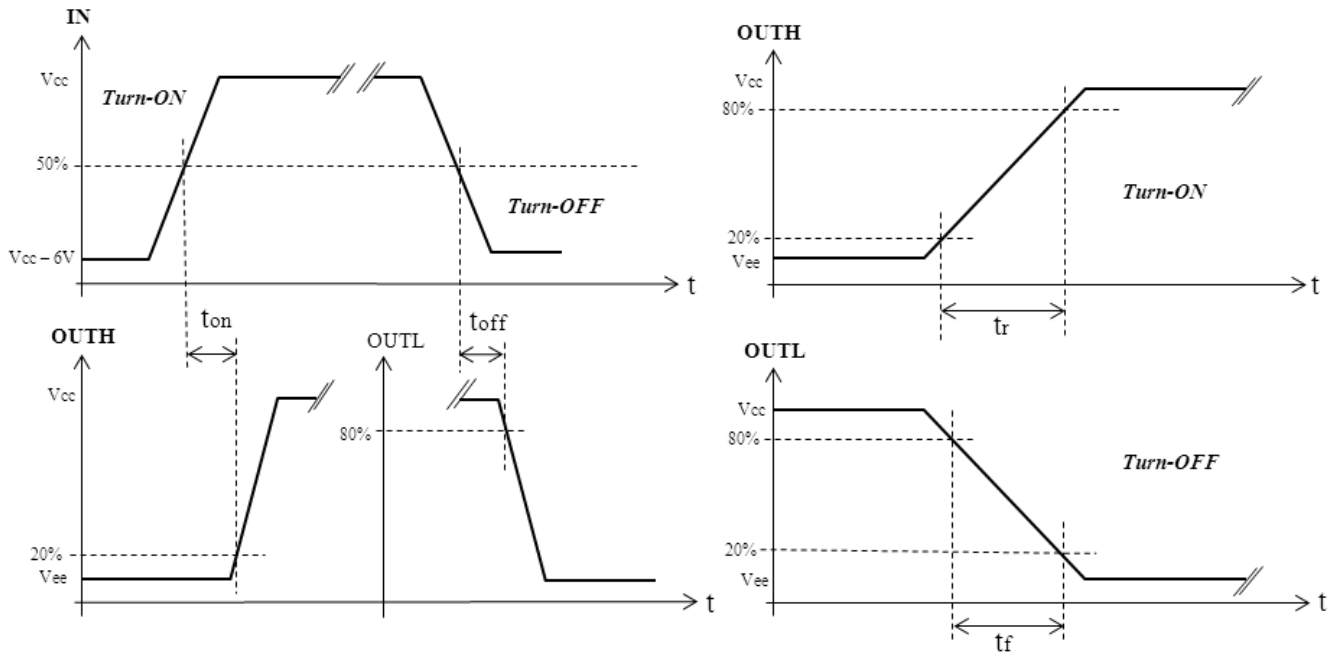 IN
Vcc
Turn-ON
50%
Turn-OFF
Vcc – 6V
t
ton
toff
OUTH
OUTL
Vcc
80%
20%
Vee
t
OUTH
Vcc
80%
Turn-ON
20%
Vee
t
tr
OUTL
Vcc
80%
Turn-OFF
20%
Vee
t
tf